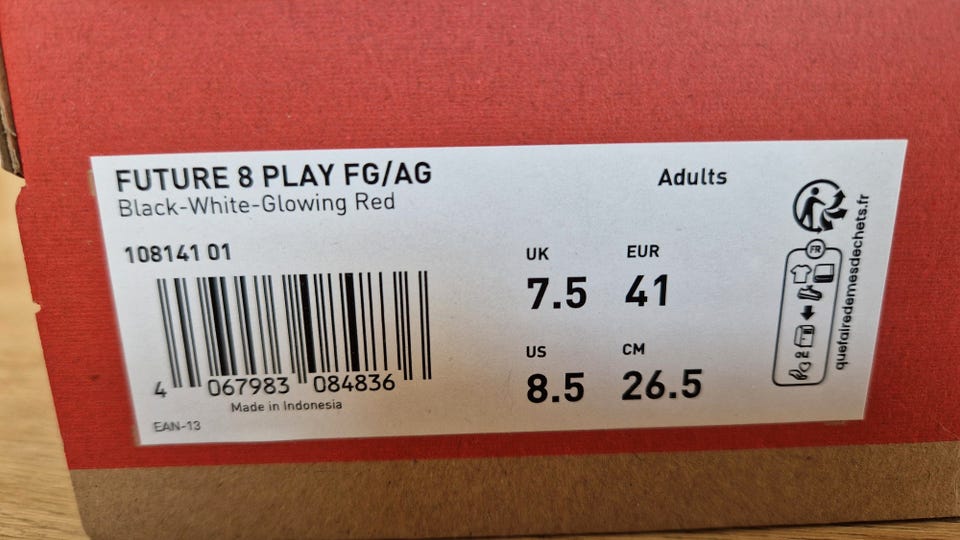 FUTURE 8 PLAY FG/AG
Black-White-Glowing Red
108141 01
4 067983 084836
Made in Indonesia
EAN-13
Adults
UK EUR
7.5 41
US CM
8.5 26.5
FR
OU
quefairedemesdechets.fr